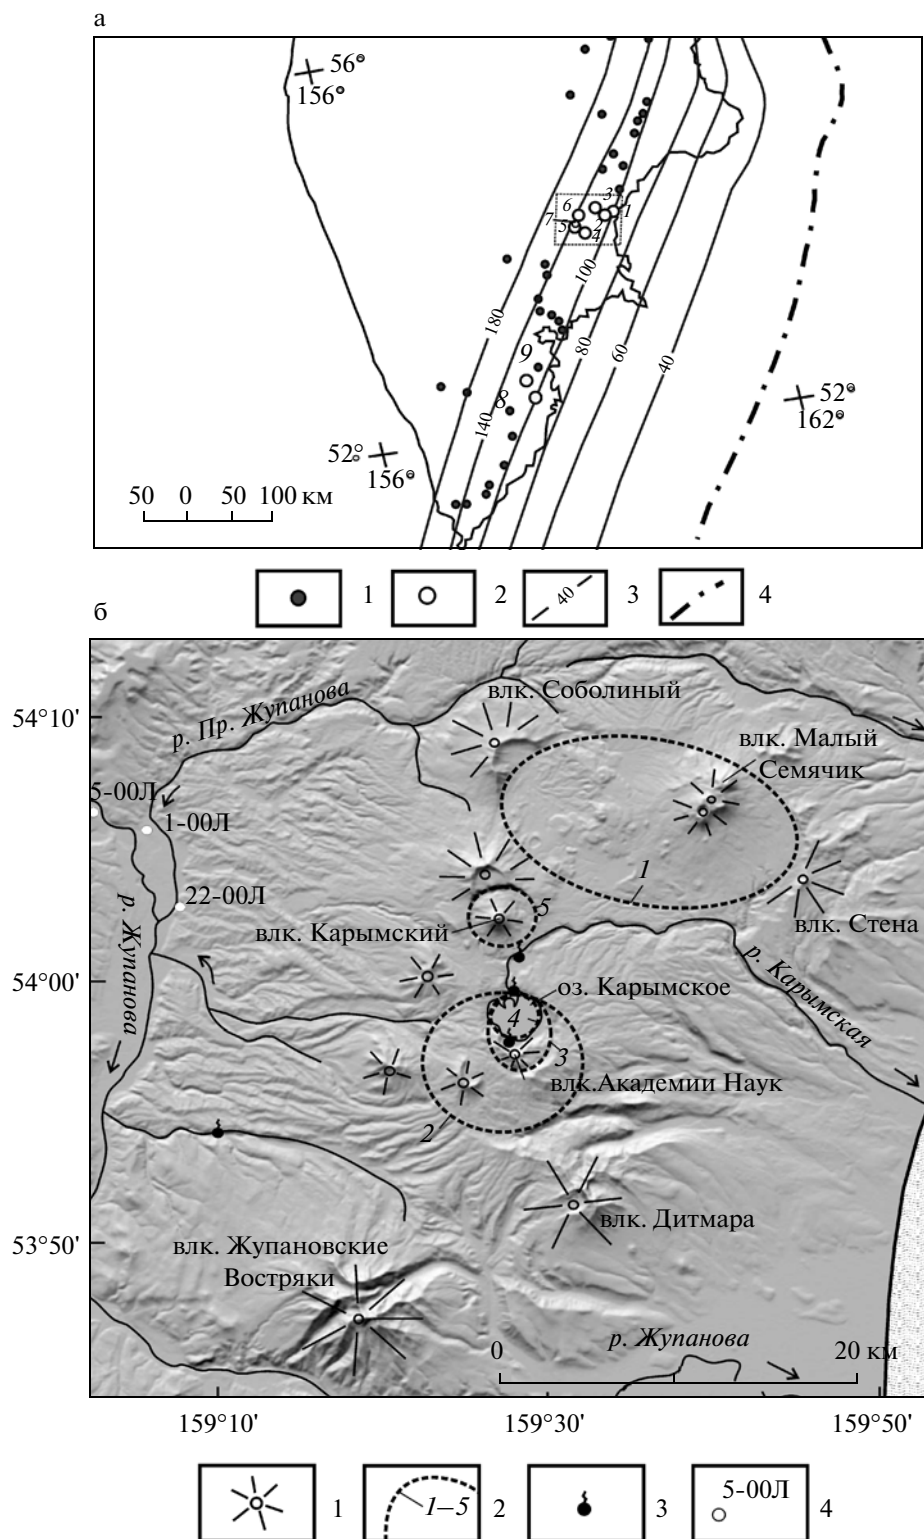 а
56°
156°
3
6
1
7
2
5
4
100
180
9
80
60
40
8
52°
162°
140
52°
156°
50 0 50 100 км
1
2
40
3
4
б
влк. Соболиный
р. Пр. Жупанова
54°10'
влк. Малый
Семячик
5-00Л
1-00Л
1
22-00Л
5
влк. Стена
влк. Карымский
р. Жупанова
р. Карымская
54°00'
оз. Карымское
4
3
влк.Академии Наук
2
влк. Дитмара
53°50'
влк. Жупановские
Востряки
р. Жупанова
0 20 км
159°10' 159°30' 159°50'
1
1–5
2
3
5-00Л
4